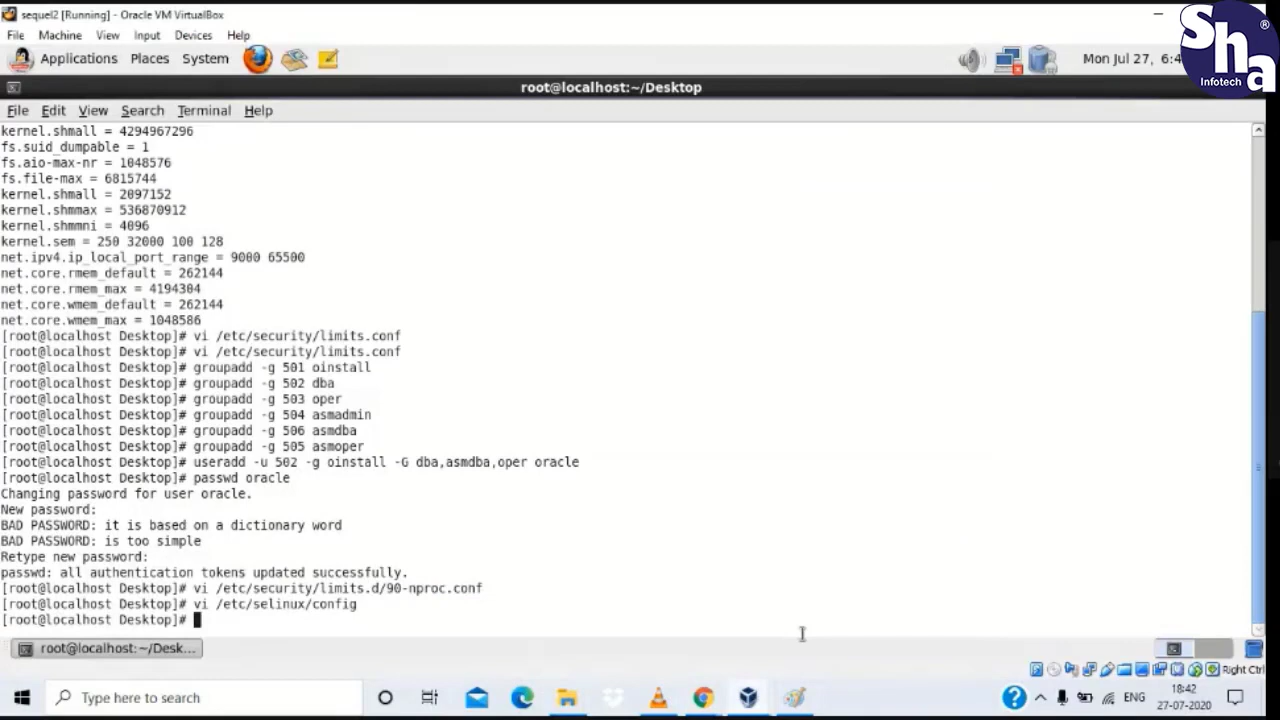 sequel2 [Running] - Oracle VM VirtualBox
File Machine View Input Devices Help
Sha
®
Infotech
Applications Places System
Mon Jul 27, 6:4
root@localhost:~/Desktop
File Edit View Search Terminal Help
kernel.shmall = 4294967296
fs.suid_dumpable = 1
fs.aio-max-nr = 1048576
fs.file-max = 6815744
kernel.shmall = 2097152
kernel.shmmax = 536870912
kernel.shmmni = 4096
kernel.sem = 250 32000 100 128
net.ipv4.ip_local_port_range = 9000 65500
net.core.rmem_default = 262144
net.core.rmem_max = 4194304
net.core.wmem_default = 262144
net.core.wmem_max = 1048586
[root@localhost Desktop]# vi /etc/security/limits.conf
[root@localhost Desktop]# vi /etc/security/limits.conf
[root@localhost Desktop]# groupadd -g 501 oinstall
[root@localhost Desktop]# groupadd -g 502 dba
[root@localhost Desktop]# groupadd -g 503 oper
[root@localhost Desktop]# groupadd -g 504 asmadmin
[root@localhost Desktop]# groupadd -g 506 asmdba
[root@localhost Desktop]# groupadd -g 505 asmoper
[root@localhost Desktop]# useradd -u 502 -g oinstall -G dba,asmdba,oper oracle
[root@localhost Desktop]# passwd oracle
Changing password for user oracle.
New password:
BAD PASSWORD: it is based on a dictionary word
BAD PASSWORD: is too simple
Retype new password:
passwd: all authentication tokens updated successfully.
[root@localhost Desktop]# vi /etc/security/limits.d/90-nproc.conf
[root@localhost Desktop]# vi /etc/selinux/config
[root@localhost Desktop]#
root@localhost:~/Desk...
Right Ctrl
Type here to search
ENG
18:42
27-07-2020